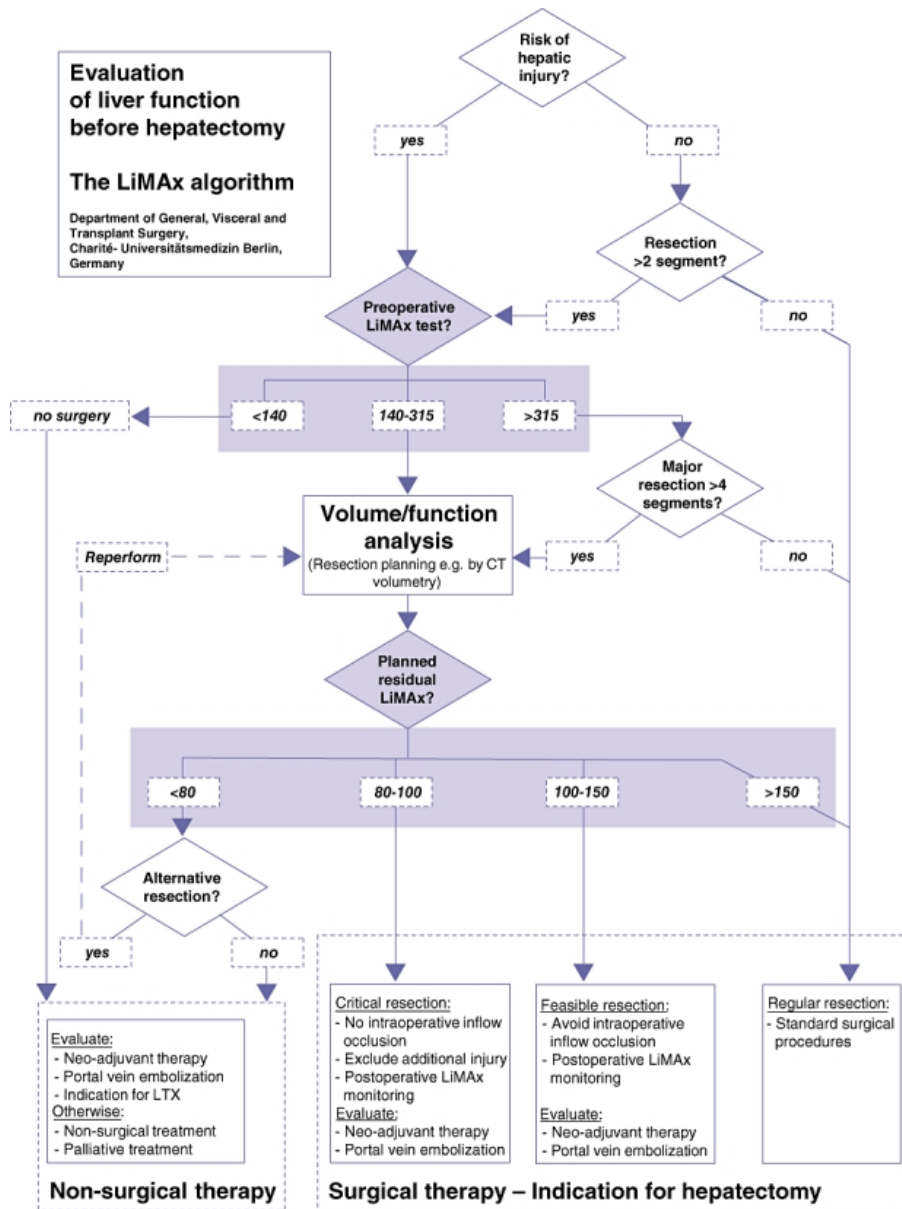 Evaluation
of liver function
before hepatectomy
The LiMAx algorithm
Department of General, Visceral and
Transplant Surgery,
Charité- Universitätsmedizin Berlin,
Germany
Risk of
hepatic
injury?
yes
no
Resection
>2 segment?
Preoperative
LiMAx test?
yes
no
no surgery
<140
140-315
>315
Major
resection >4
segments?
Volume/function
analysis
(Resection planning e.g. by CT
volumetry)
Reperform
yes
no
Planned
residual
LiMAx?
<80
80-100
100-150
>150
Alternative
resection?
yes
no
Evaluate:
- Neo-adjuvant therapy
- Portal vein embolization
- Indication for LTX
Otherwise:
- Non-surgical treatment
- Palliative treatment
Non-surgical therapy
Critical resection:
- No intraoperative inflow
occlusion
- Exclude additional injury
- Postoperative LiMAx
monitoring
Evaluate:
- Neo-adjuvant therapy
- Portal vein embolization
Feasible resection:
- Avoid intraoperative
inflow occlusion
- Postoperative LiMAx
monitoring
Evaluate:
- Neo-adjuvant therapy
- Portal vein embolization
Regular resection:
- Standard surgical
procedures
Surgical therapy – Indication for hepatectomy